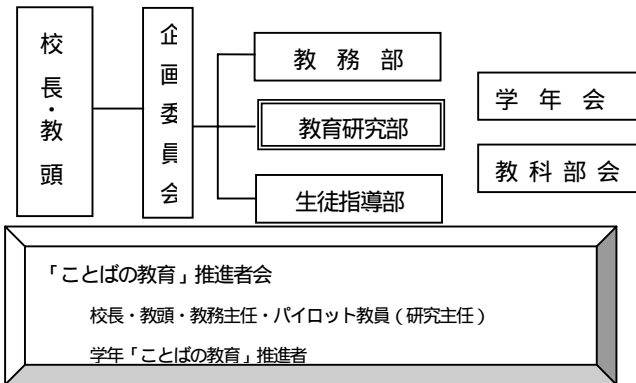 校長・教頭
企画委員会
教務部
教育研究部
生徒指導部
学年会
教科部会
「ことばの教育」推進者会
校長・教頭・教務主任・パイロット教員（研究主任）
学年「ことばの教育」推進者